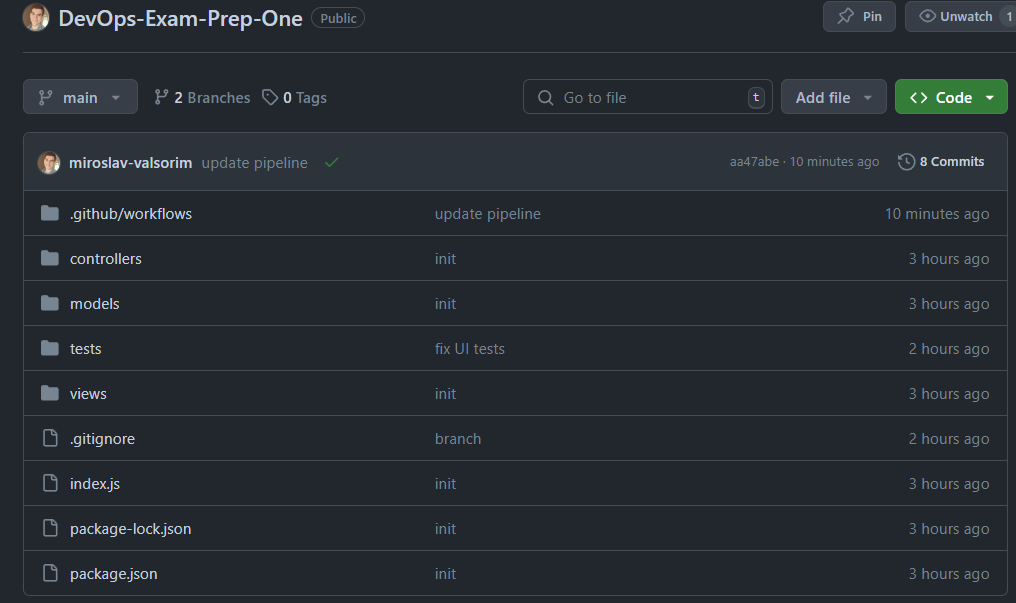 DevOps-Exam-Prep-One Public Pin Unwatch 1
main 2 Branches 0 Tags Go to file t Add file Code
miroslav-valsorim update pipeline aa47abe · 10 minutes ago 8 Commits
.github/workflows update pipeline 10 minutes ago
controllers init 3 hours ago
models init 3 hours ago
tests fix UI tests 2 hours ago
views init 3 hours ago
.gitignore branch 2 hours ago
index.js init 3 hours ago
package-lock.json init 3 hours ago
package.json init 3 hours ago